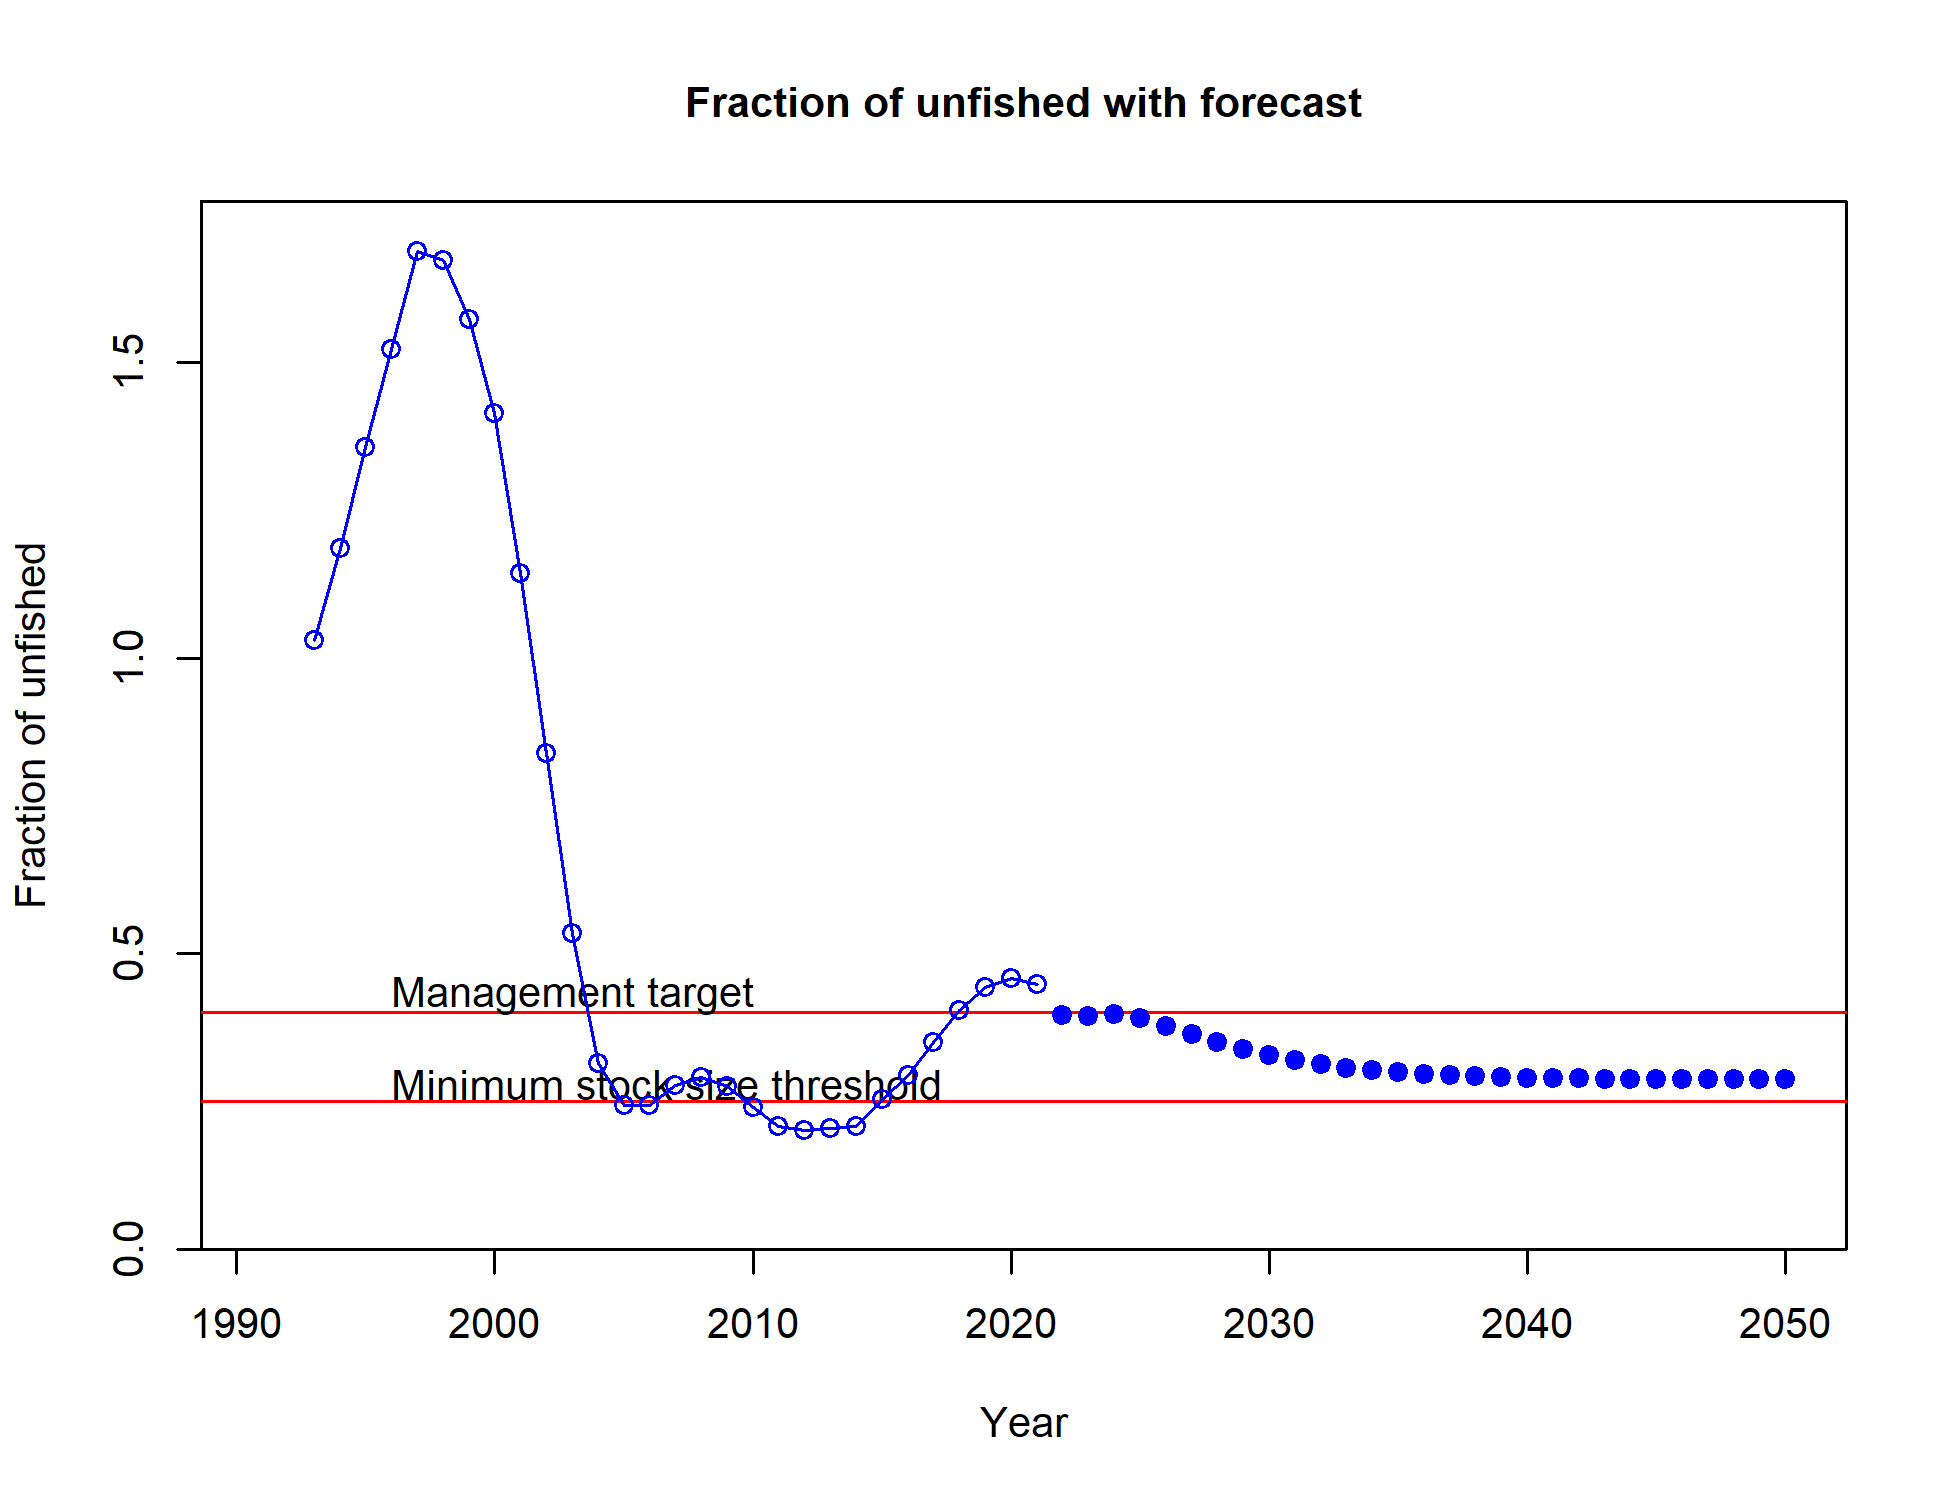 Fraction of unfished with forecast
Fraction of unfished
1.5
1.0
0.5
0.0
Management target
Minimum stock size threshold
1990 2000 2010 2020 2030 2040 2050
Year